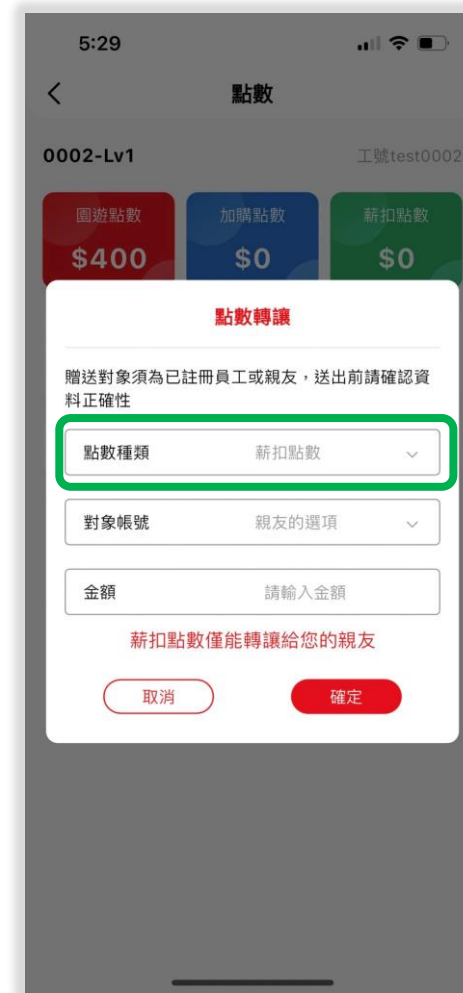 5:29
點數
0002-Lv1
工號test0002
園遊點數
加購點數
薪扣點數
$400
$0
$0
點數轉讓
贈送對象須為已註冊員工或親友，送出前請確認資
料正確性
點數種類
薪扣點數
對象帳號
親友的選項
金額
請輸入金額
薪扣點數僅能轉讓給您的親友
取消
確定